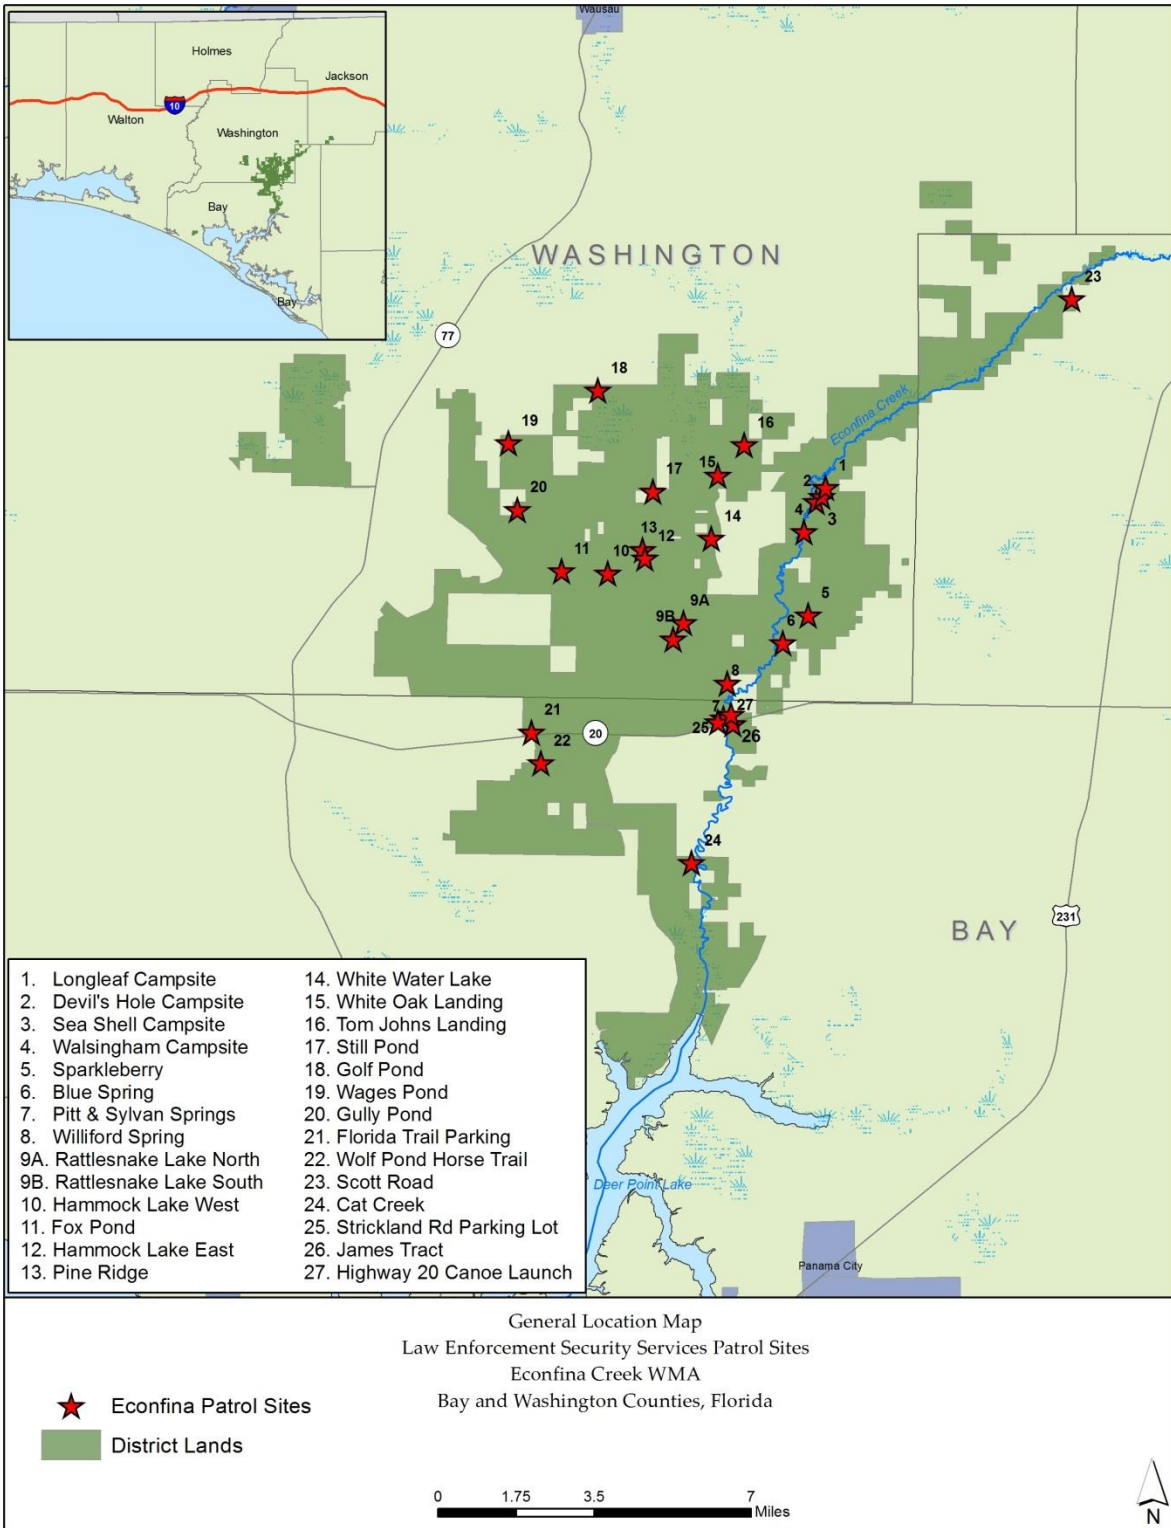 Wausau
Holmes
Jackson
10
Walton
Washington
Bay
Bay
WASHINGTON
77
23
Econfina Creek
18
19
16
15
17
20
14
1
2
3
4
13
12
11
10
5
9A
9B
6
8
7
27
25
26
21
22
20
24
231
BAY
Deer Point Lake
Panama City
1. Longleaf Campsite
2. Devil's Hole Campsite
3. Sea Shell Campsite
4. Walsingham Campsite
5. Sparkleberry
6. Blue Spring
7. Pitt & Sylvan Springs
8. Williford Spring
9A. Rattlesnake Lake North
9B. Rattlesnake Lake South
10. Hammock Lake West
11. Fox Pond
12. Hammock Lake East
13. Pine Ridge
14. White Water Lake
15. White Oak Landing
16. Tom Johns Landing
17. Still Pond
18. Golf Pond
19. Wages Pond
20. Gully Pond
21. Florida Trail Parking
22. Wolf Pond Horse Trail
23. Scott Road
24. Cat Creek
25. Strickland Rd Parking Lot
26. James Tract
27. Highway 20 Canoe Launch
General Location Map
Law Enforcement Security Services Patrol Sites
Econfina Creek WMA
Bay and Washington Counties, Florida
Econfina Patrol Sites
District Lands
0 1.75 3.5 7
Miles
N